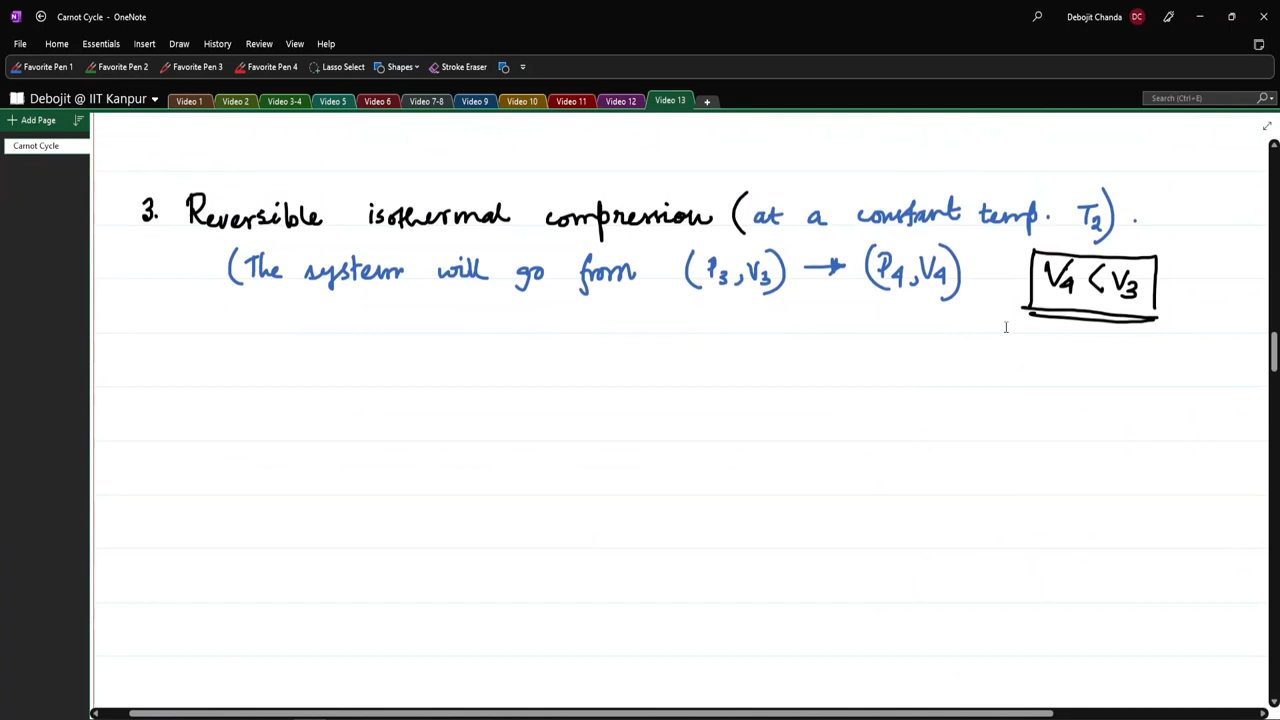 Carnot Cycle - OneNote
Debojit Chanda DC
File Home Essentials Insert Draw History Review View Help
Favorite Pen 1 Favorite Pen 2 Favorite Pen 3 Favorite Pen 4 Lasso Select Shapes Stroke Eraser
Debojit @ IIT Kanpur Video 1 Video 2 Video 3-4 Video 5 Video 6 Video 7-8 Video 9 Video 10 Video 11 Video 12 Video 13 Search (Ctrl+E)
Add Page
Carnot Cycle
3. Reversible isothermal compression (at a constant temp. T₂).
(The system will go from (P₃,V₃) → (P₄,V₄) V₄ < V₃